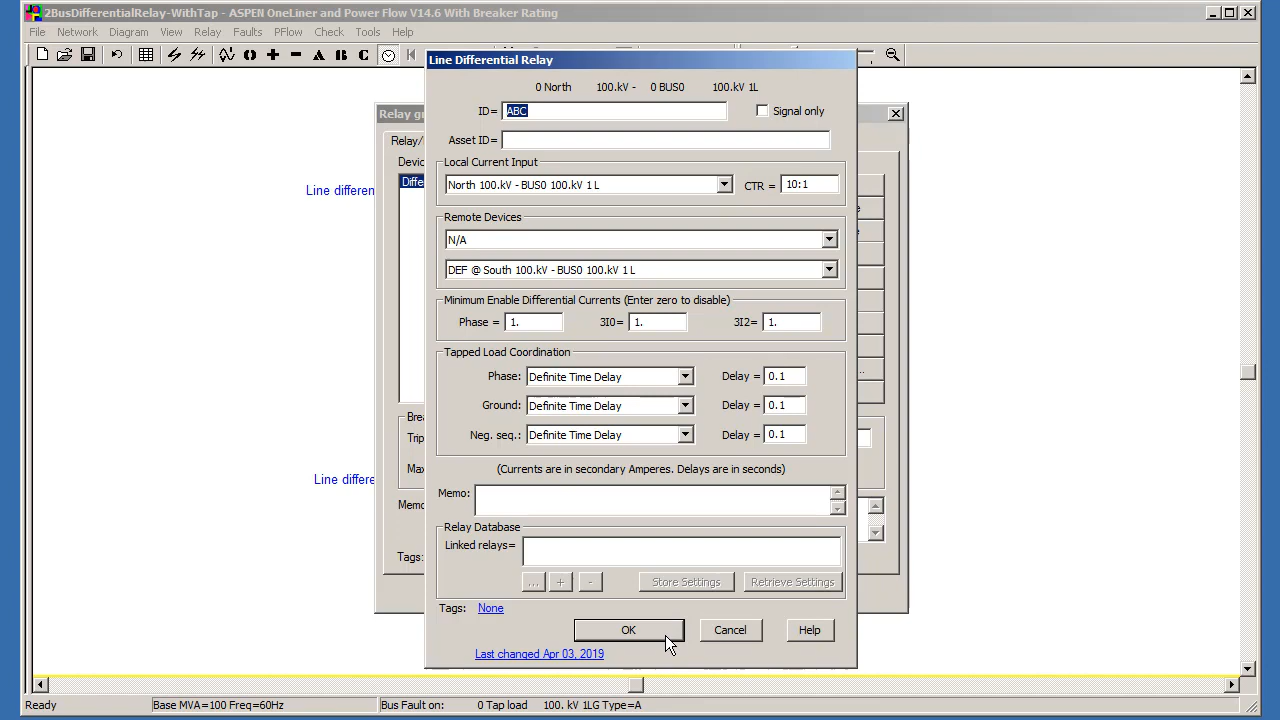 2BusDifferentialRelay-WithTap - ASPEN OneLiner and Power Flow V14.6 With Breaker Rating
File Network Diagram View Relay Faults PFlow Check Tools Help
Line Differential Relay
0 North 100.kV - 0 BUS0 100.kV 1L
ID= ABC Signal only
Relay g
Asset ID=
Relay/
Local Current Input
Devic
North 100.kV - BUS0 100.kV 1 L CTR = 10:1
Differ
Line differen
Remote Devices
N/A
DEF @ South 100.kV - BUS0 100.kV 1 L
Minimum Enable Differential Currents (Enter zero to disable)
Phase = 1. 3I0= 1. 3I2= 1.
Tapped Load Coordination
Phase: Definite Time Delay Delay = 0.1
Ground: Definite Time Delay Delay = 0.1
Brea
Neg. seq.: Definite Time Delay Delay = 0.1
Trip
Max
(Currents are in secondary Amperes. Delays are in seconds)
Line differe
Memo:
Memo
Relay Database
Linked relays=
Tags:
... + - Store Settings Retrieve Settings
Tags: None
OK Cancel Help
Last changed Apr 03, 2019
Ready Base MVA=100 Freq=60Hz Bus Fault on: 0 Tap load 100. kV 1LG Type=A